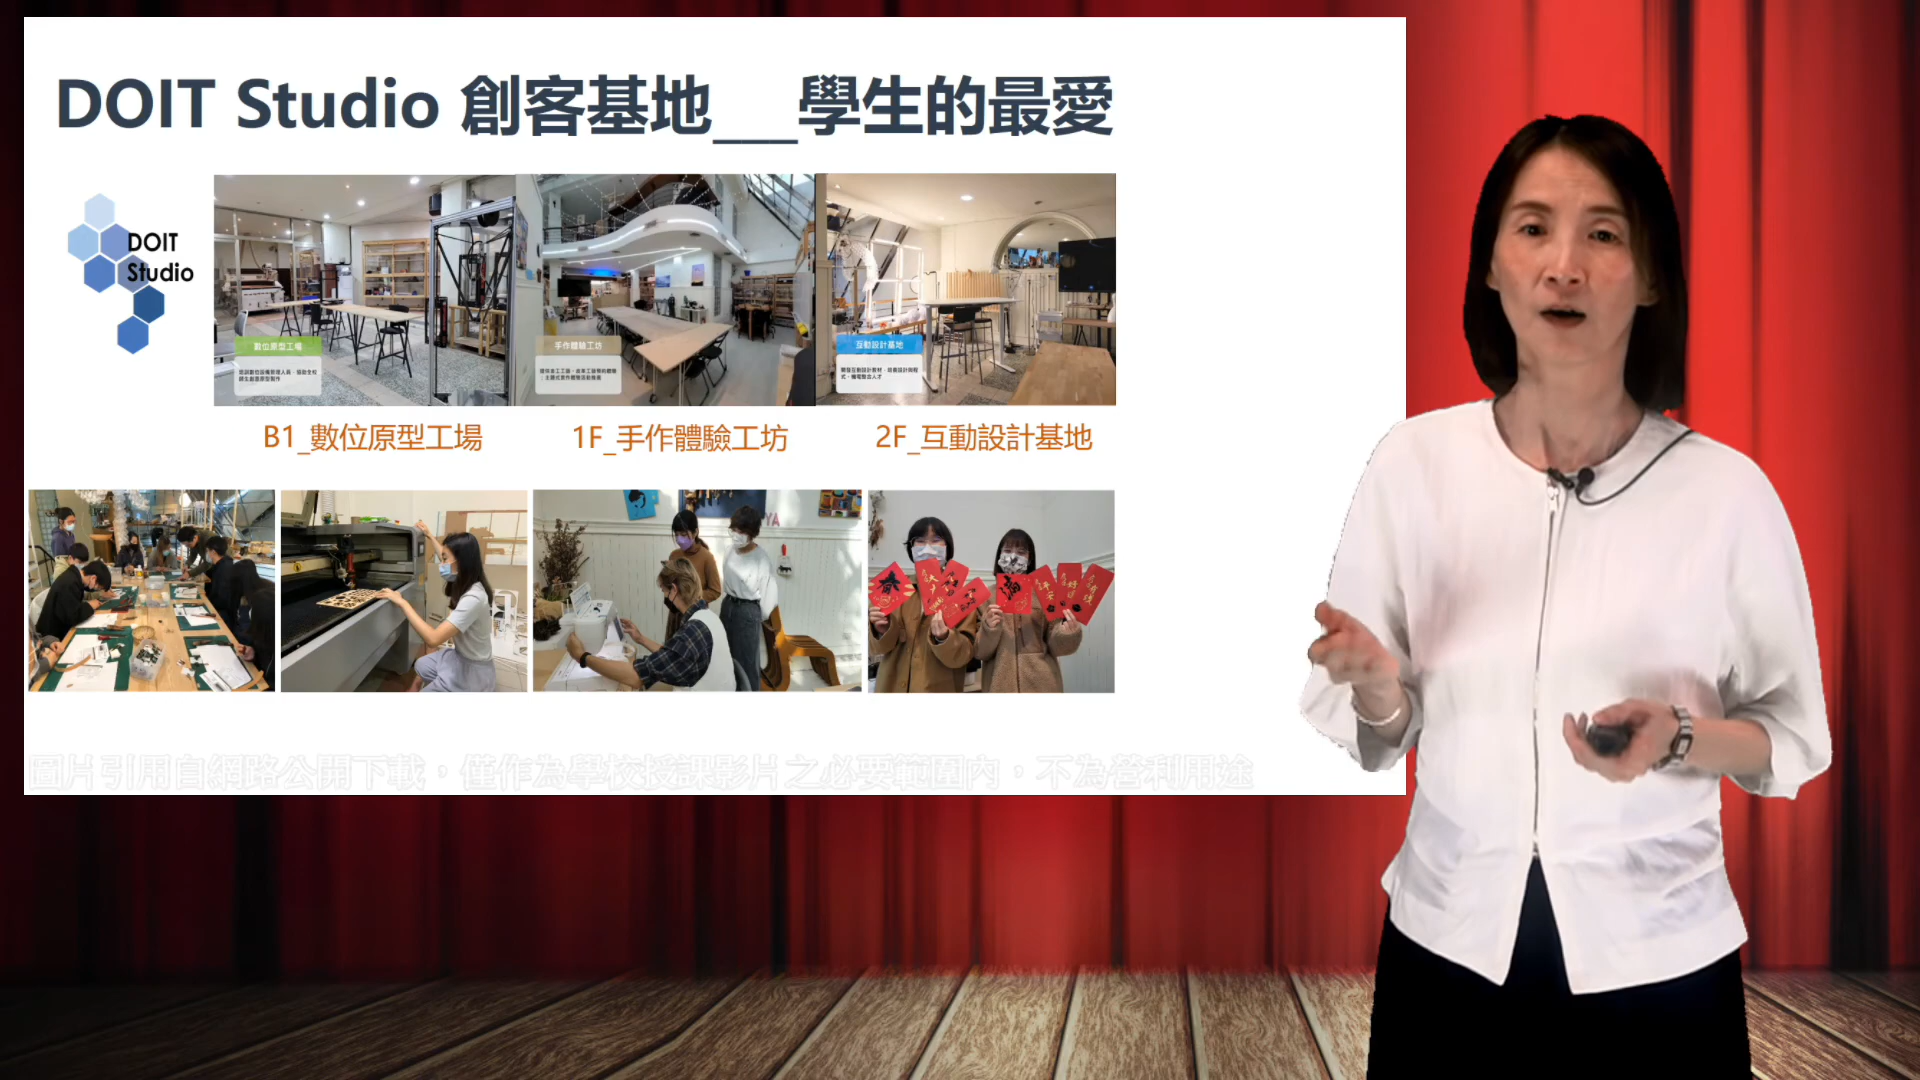 DOIT Studio 創客基地___學生的最愛
DOIT
Studio
數位原型工場
手作體驗工坊
互動設計基地
B1_數位原型工場
1F_手作體驗工坊
2F_互動設計基地
春
圖片引用自網路公開下載，僅作為學校授課影片之必要範圍內，不為營利用途